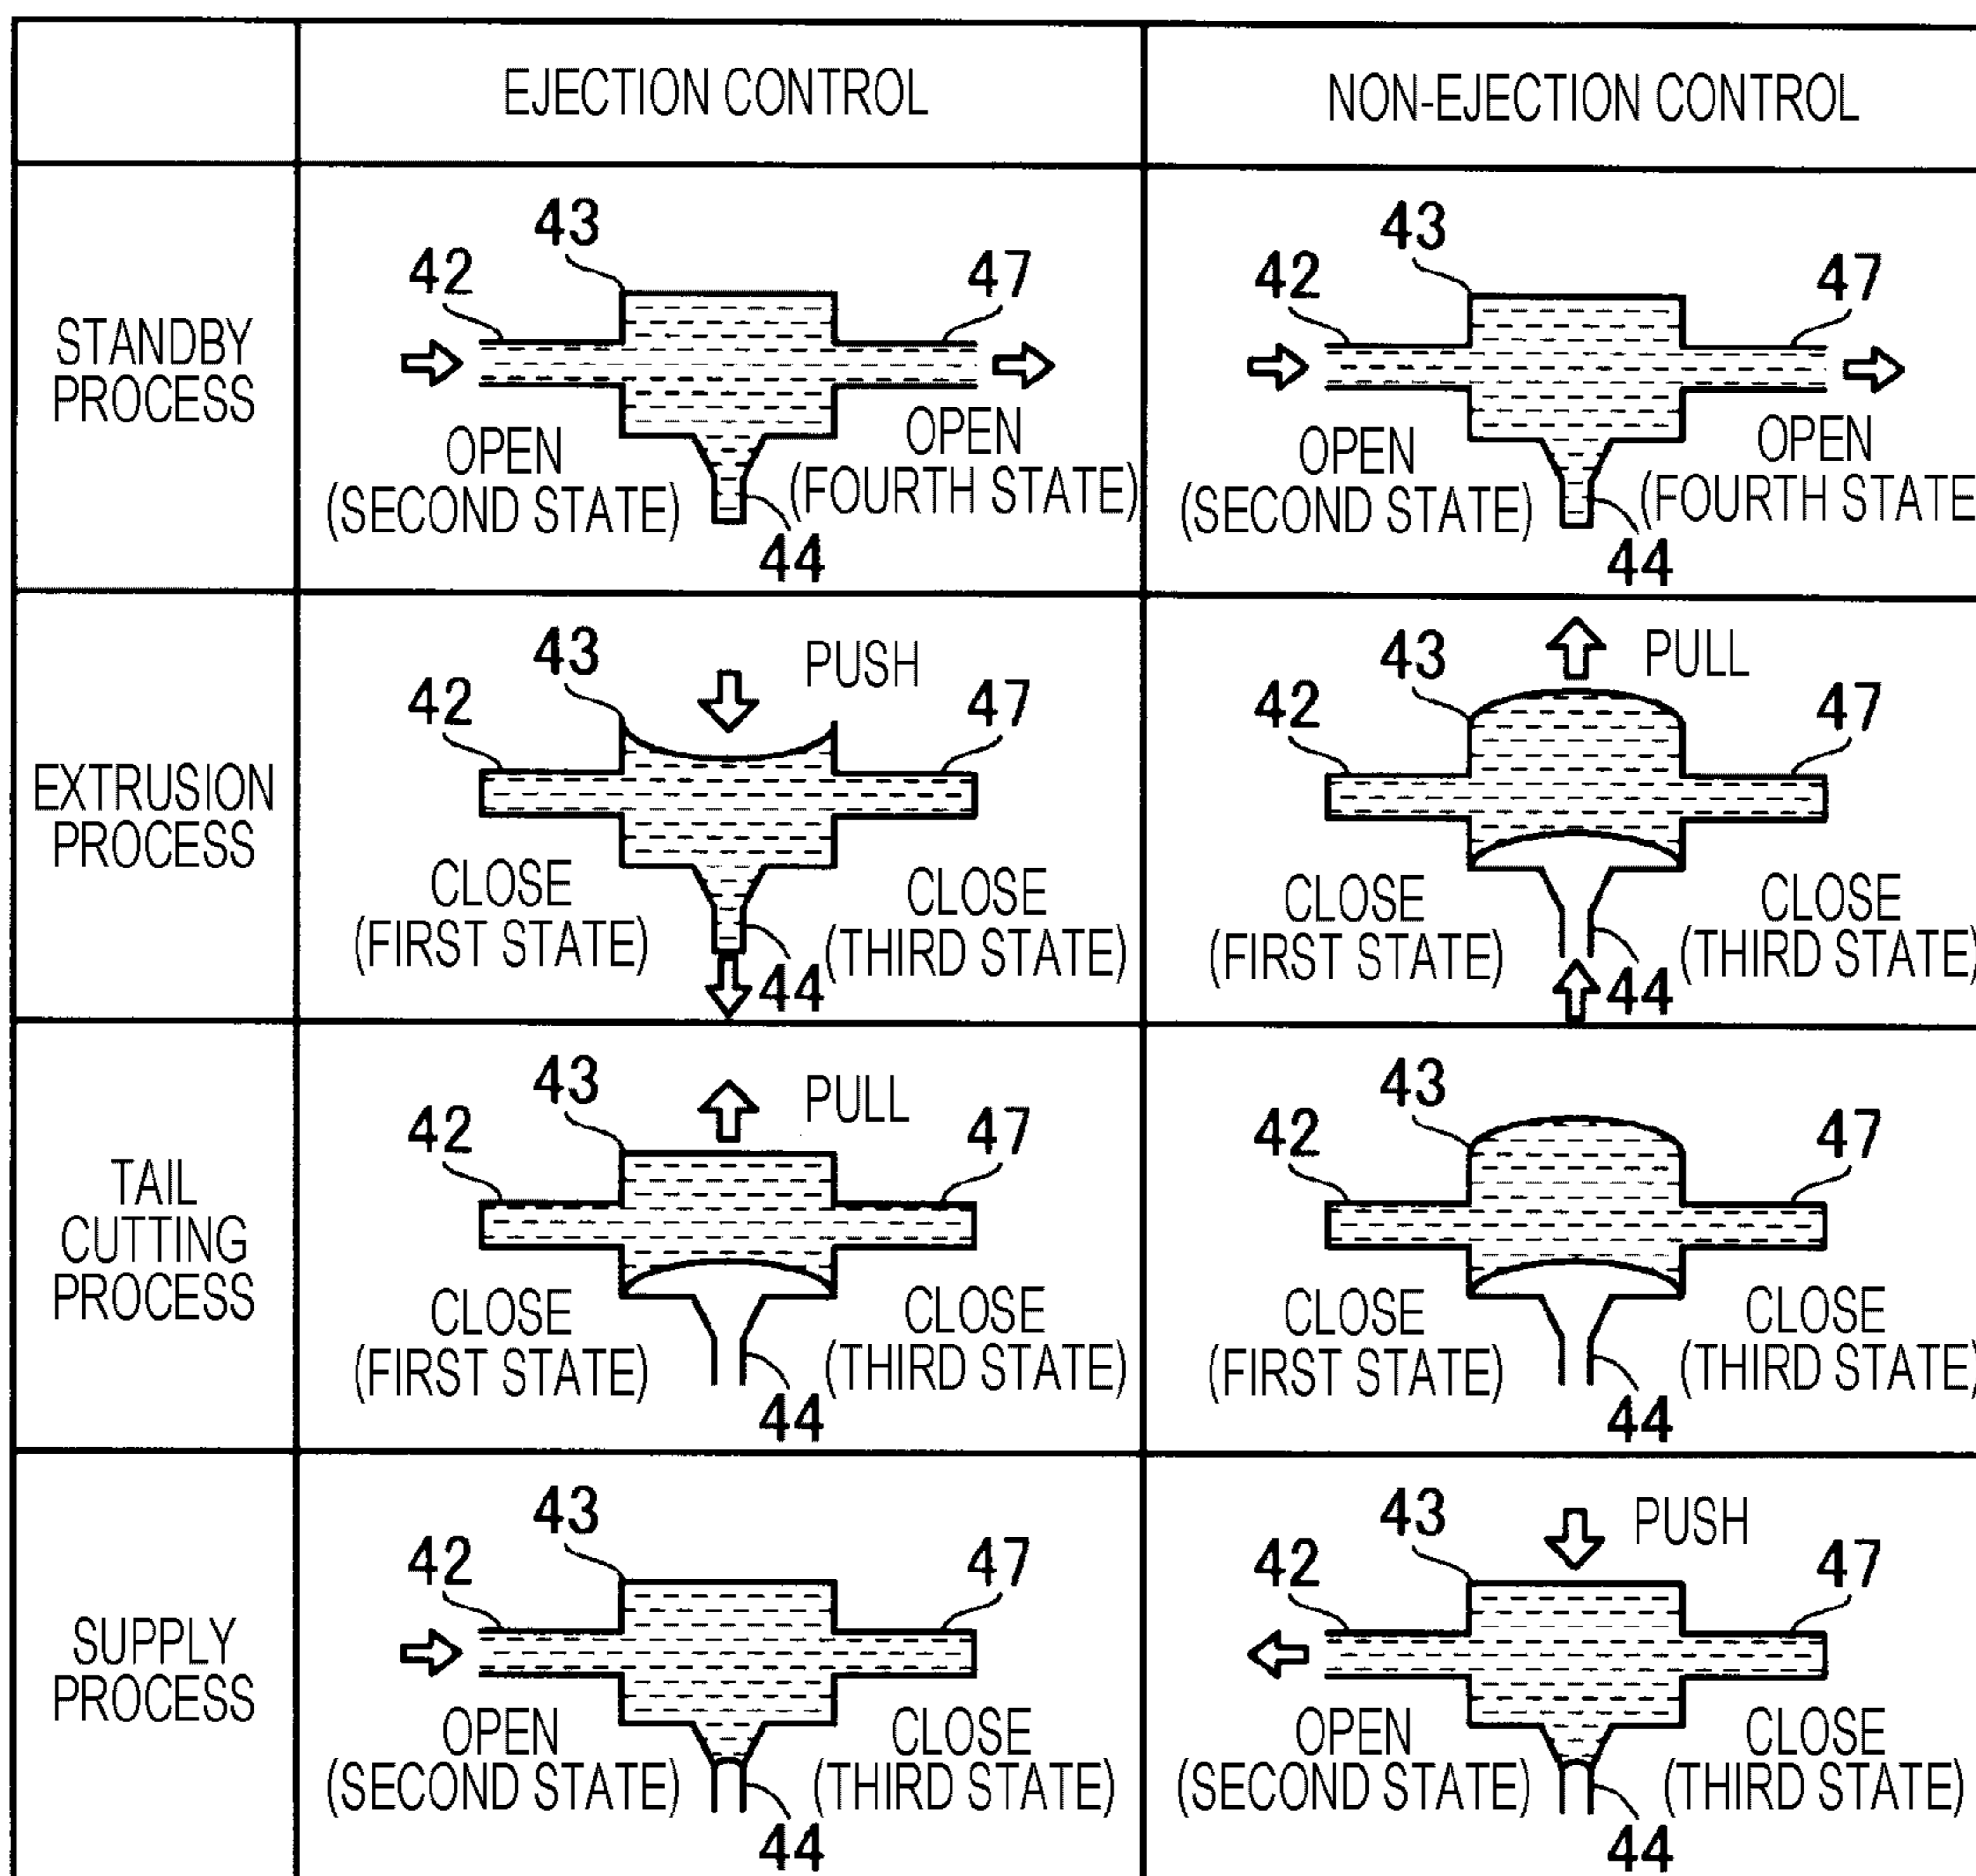 EJECTION CONTROL
NON-EJECTION CONTROL
STANDBY
PROCESS
43
42
47
OPEN
(SECOND STATE)
OPEN
(FOURTH STATE)
44
43
42
47
OPEN
(SECOND STATE)
OPEN
(FOURTH STATE
44
EXTRUSION
PROCESS
43
PUSH
42
47
CLOSE
(FIRST STATE)
CLOSE
(THIRD STATE)
44
43
PULL
42
47
CLOSE
(FIRST STATE)
CLOSE
(THIRD STATE)
44
TAIL
CUTTING
PROCESS
43
PULL
42
47
CLOSE
(FIRST STATE)
CLOSE
(THIRD STATE)
44
43
42
47
CLOSE
(FIRST STATE)
CLOSE
(THIRD STATE)
44
SUPPLY
PROCESS
43
42
47
OPEN
(SECOND STATE)
CLOSE
(THIRD STATE)
44
43
PUSH
42
47
OPEN
(SECOND STATE)
CLOSE
(THIRD STATE)
44